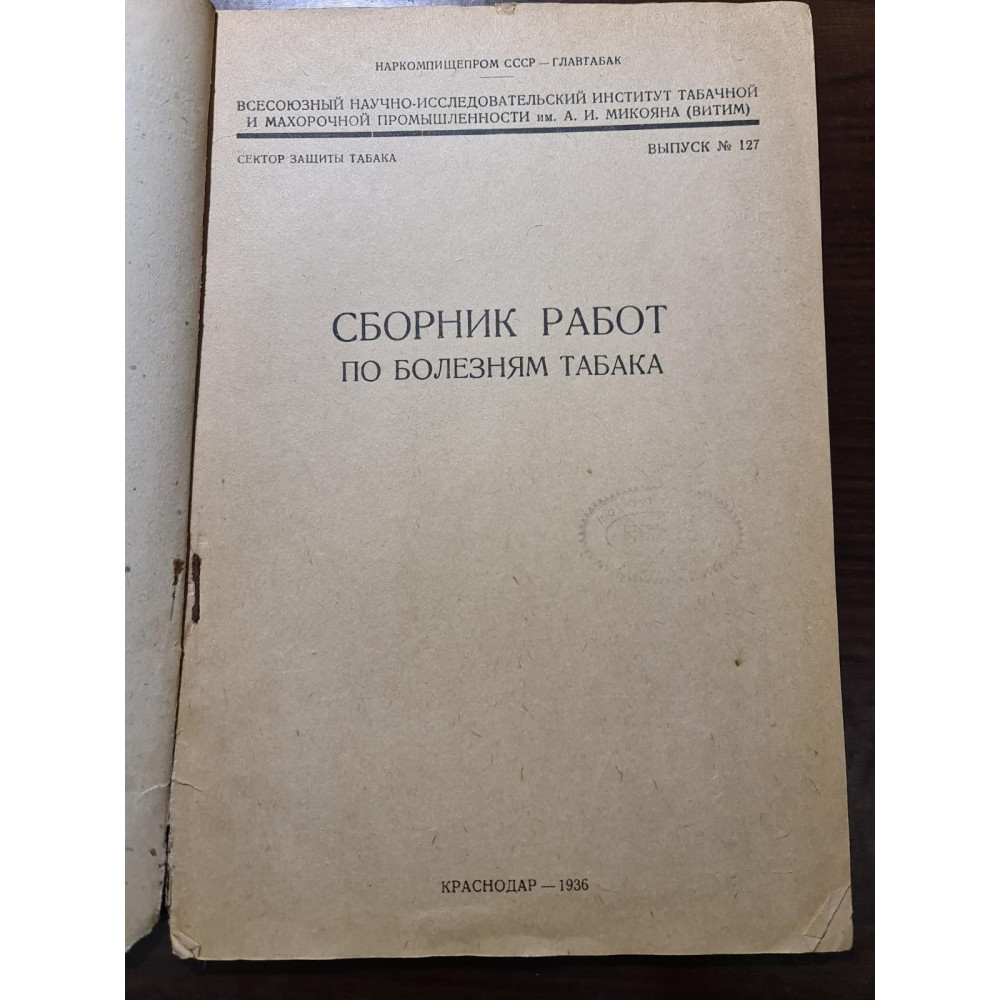 НАРКОМПИЩЕПРОМ СССР — ГЛАВТАБАК
ВСЕСОЮЗНЫЙ НАУЧНО-ИССЛЕДОВАТЕЛЬСКИЙ ИНСТИТУТ ТАБАЧНОЙ
И МАХОРОЧНОЙ ПРОМЫШЛЕННОСТИ им. А. И. МИКОЯНА (ВИТИМ)
СЕКТОР ЗАЩИТЫ ТАБАКА
ВЫПУСК № 127
СБОРНИК РАБОТ
ПО БОЛЕЗНЯМ ТАБАКА
КРАСНОДАР — 1936